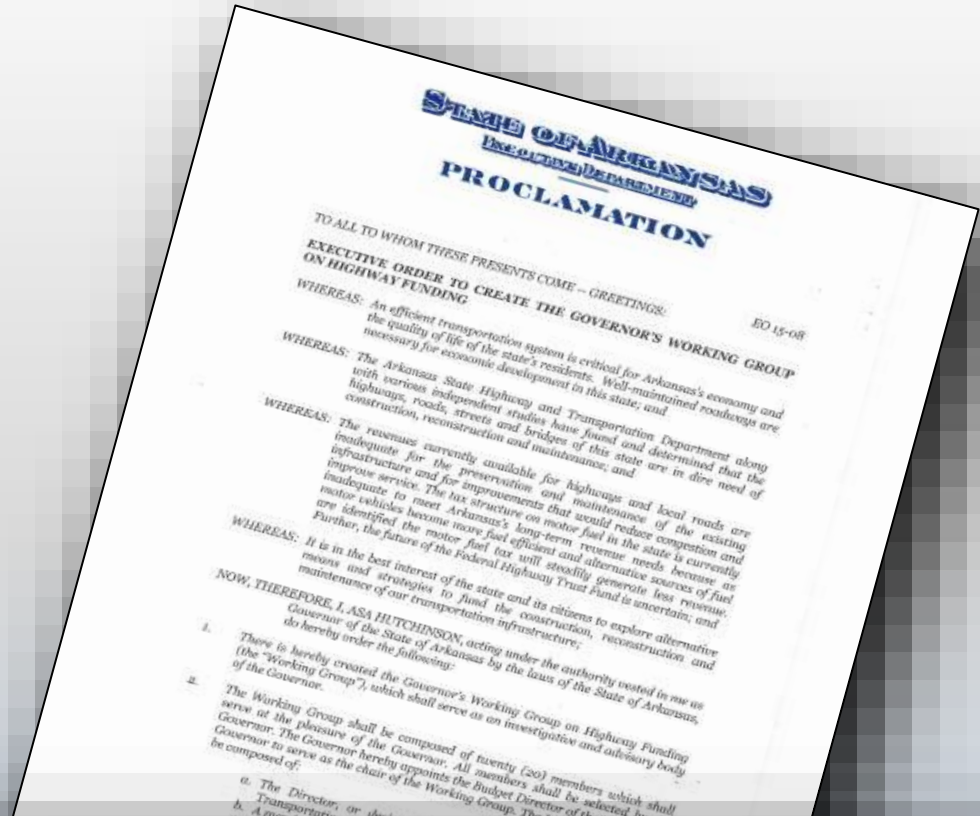 STATE OF ARKANSAS
EXECUTIVE DEPARTMENT
PROCLAMATION
TO ALL TO WHOM THESE PRESENTS COME – GREETINGS:
EO 15-08
EXECUTIVE ORDER TO CREATE THE GOVERNOR'S WORKING GROUP
ON HIGHWAY FUNDING
WHEREAS: An efficient transportation system is critical for Arkansas's economy and
the quality of life of the state's residents. Well-maintained roadways are
necessary for economic development in this state; and
WHEREAS: The Arkansas State Highway and Transportation Department along
with various independent studies have found and determined that the
highways, roads, streets and bridges of this state are in dire need of
construction, reconstruction and maintenance; and
WHEREAS: The revenues currently available for highways and local roads are
inadequate for the preservation and maintenance of the existing
infrastructure and for improvements that would reduce congestion and
improve service. The tax structure on motor fuel in the state is currently
inadequate to meet Arkansas's long-term revenue needs because as
motor vehicles become more fuel efficient and alternative sources of fuel
are identified the motor fuel tax will steadily generate less revenue.
Further, the future of the Federal Highway Trust Fund is uncertain; and
WHEREAS: It is in the best interest of the state and its citizens to explore alternative
means and strategies to fund the construction, reconstruction and
maintenance of our transportation infrastructure;
NOW, THEREFORE, I, ASA HUTCHINSON, acting under the authority vested in me as
Governor of the State of Arkansas by the laws of the State of Arkansas,
do hereby order the following:
1. There is hereby created the Governor's Working Group on Highway Funding
(the "Working Group"), which shall serve as an investigative and advisory body
of the Governor.
2. The Working Group shall be composed of twenty (20) members which shall
serve at the pleasure of the Governor. All members shall be selected by
Governor. The Governor hereby appoints the Budget Director of the
Governor to serve as the chair of the Working Group. The
be composed of:
a. The Director, or
Transportation
b. A